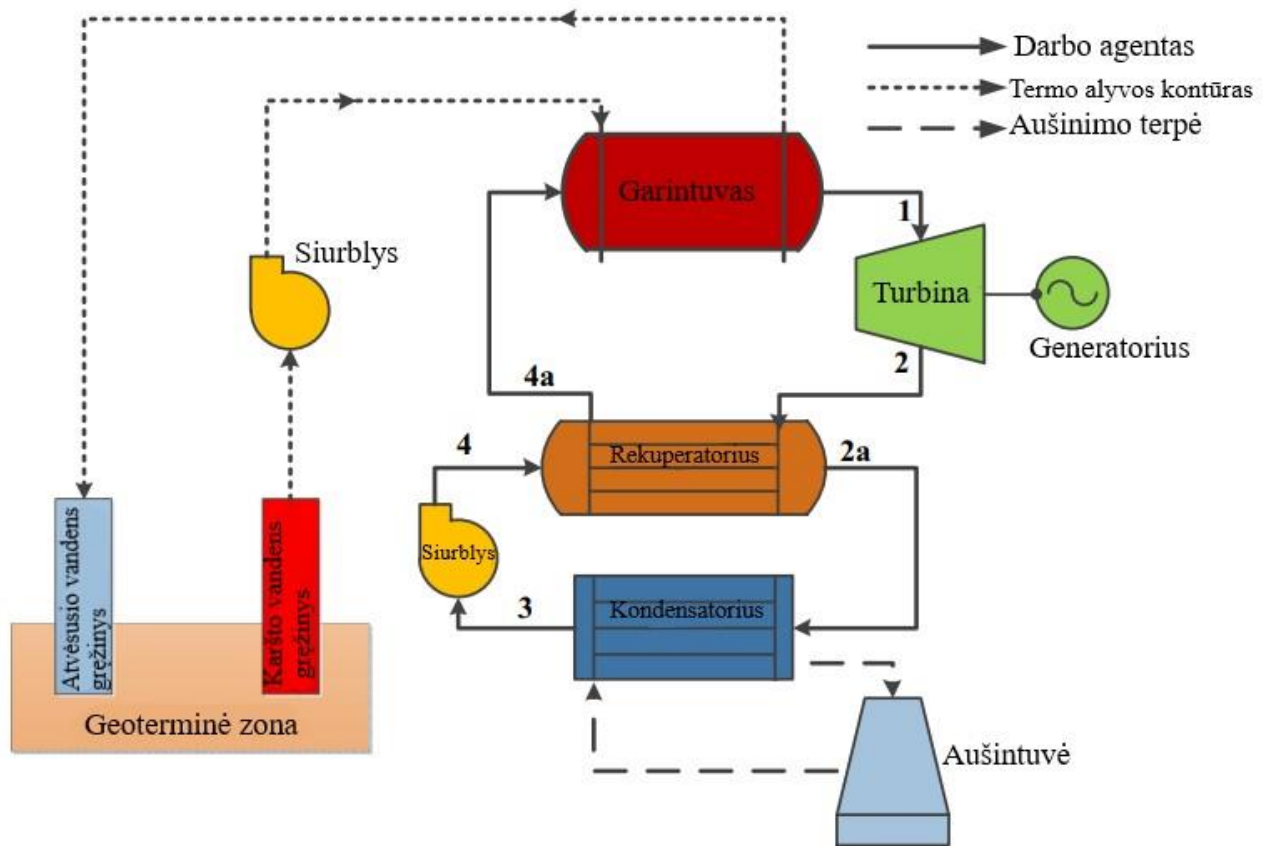 Darbo agentas
Termo alyvos kontūras
Aušinimo terpė
Garintuvas
1
Siurblys
Turbina
Generatorius
2
4a
4
Rekuperatorius
2a
Siurblys
3
Kondensatorius
Atvėsusio vandens
gręžinys
Karšto vandens
gręžinys
Geoterminė zona
Aušintuvė